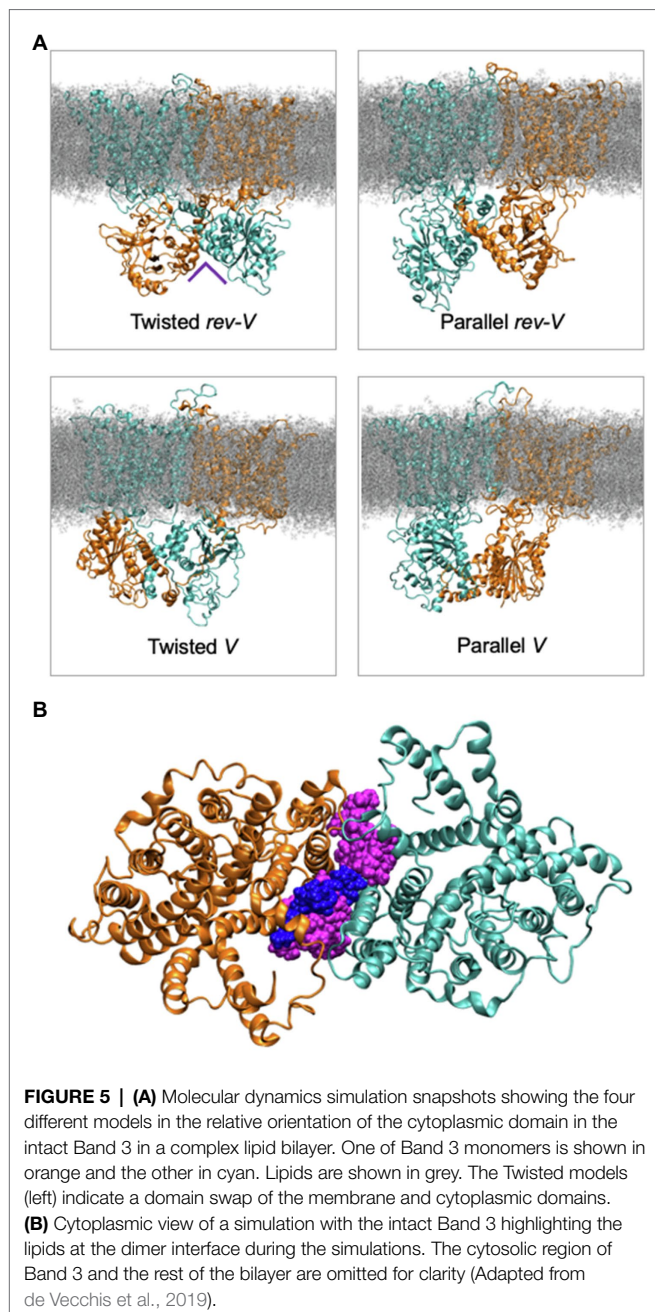 A
Twisted rev-V
Parallel rev-V
Twisted V
Parallel V
B
FIGURE 5 | (A) Molecular dynamics simulation snapshots showing the four
different models in the relative orientation of the cytoplasmic domain in the
intact Band 3 in a complex lipid bilayer. One of Band 3 monomers is shown in
orange and the other in cyan. Lipids are shown in grey. The Twisted models
(left) indicate a domain swap of the membrane and cytoplasmic domains.
(B) Cytoplasmic view of a simulation with the intact Band 3 highlighting the
lipids at the dimer interface during the simulations. The cytosolic region of
Band 3 and the rest of the bilayer are omitted for clarity (Adapted from
de Vecchis et al., 2019).